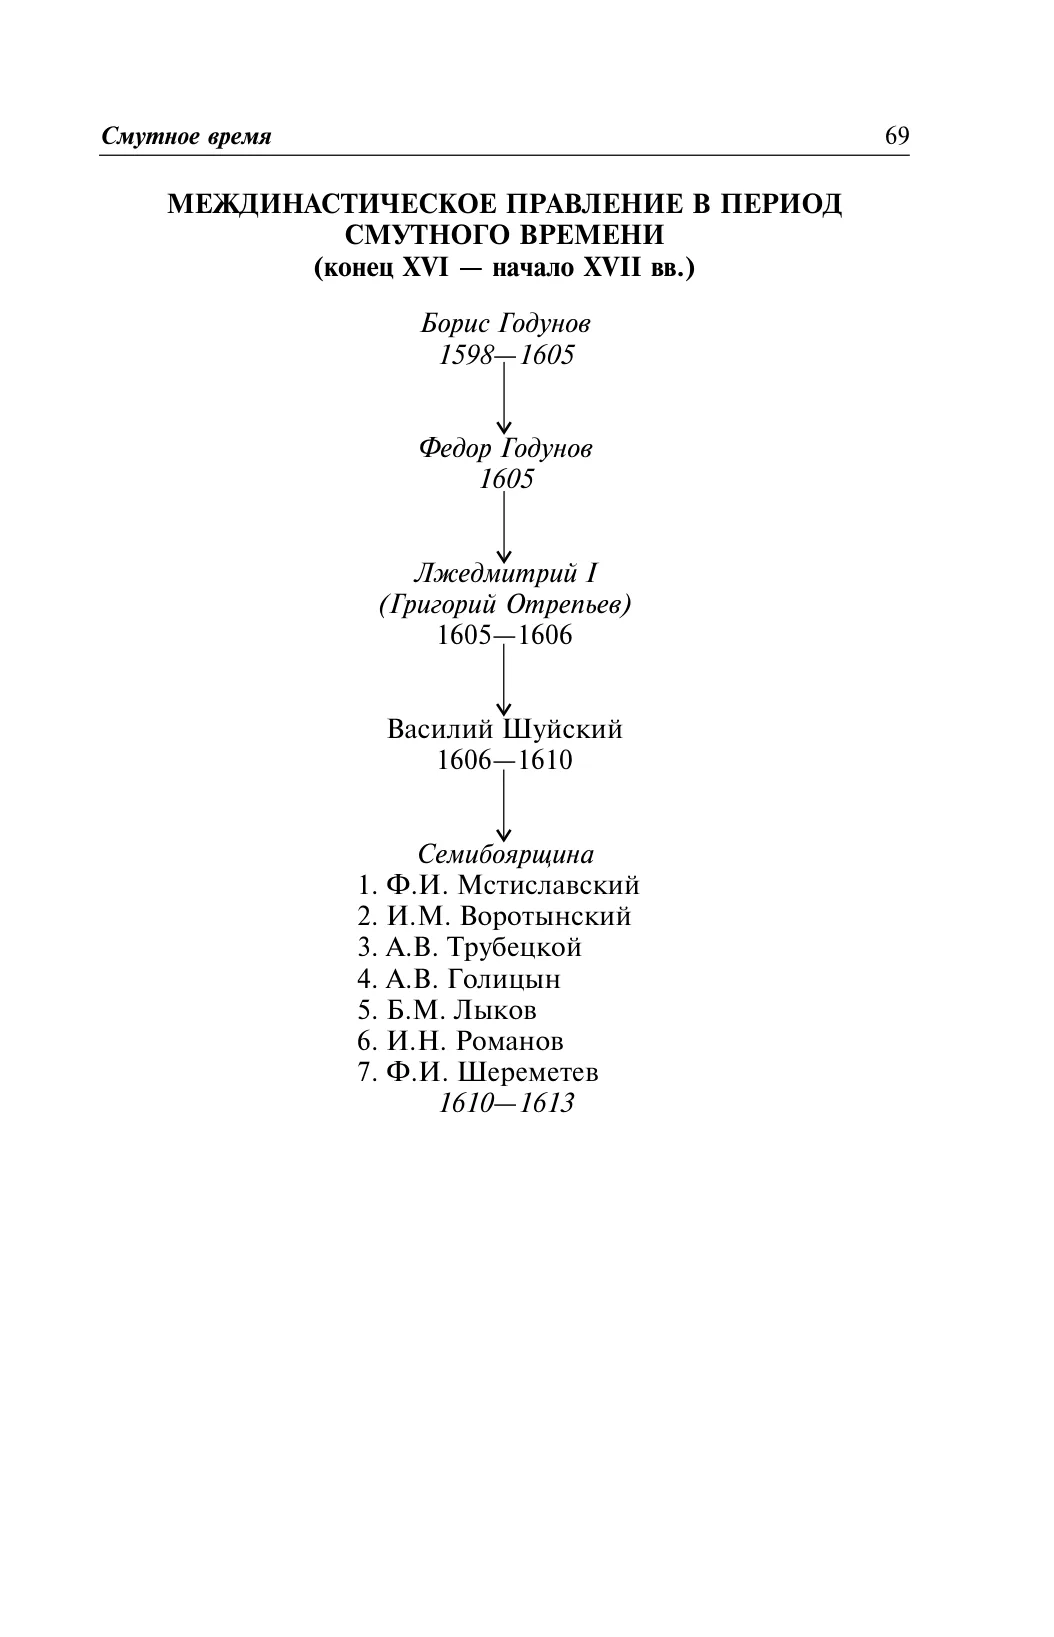 Смутное время 69
МЕЖДИНАСТИЧЕСКОЕ ПРАВЛЕНИЕ В ПЕРИОД
СМУТНОГО ВРЕМЕНИ
(конец XVI — начало XVII вв.)
Борис Годунов
1598—1605
Федор Годунов
1605
Лжедмитрий I
(Григорий Отрепьев)
1605—1606
Василий Шуйский
1606—1610
Семибоярщина
1. Ф.И. Мстиславский
2. И.М. Воротынский
3. А.В. Трубецкой
4. А.В. Голицын
5. Б.М. Лыков
6. И.Н. Романов
7. Ф.И. Шереметев
1610—1613